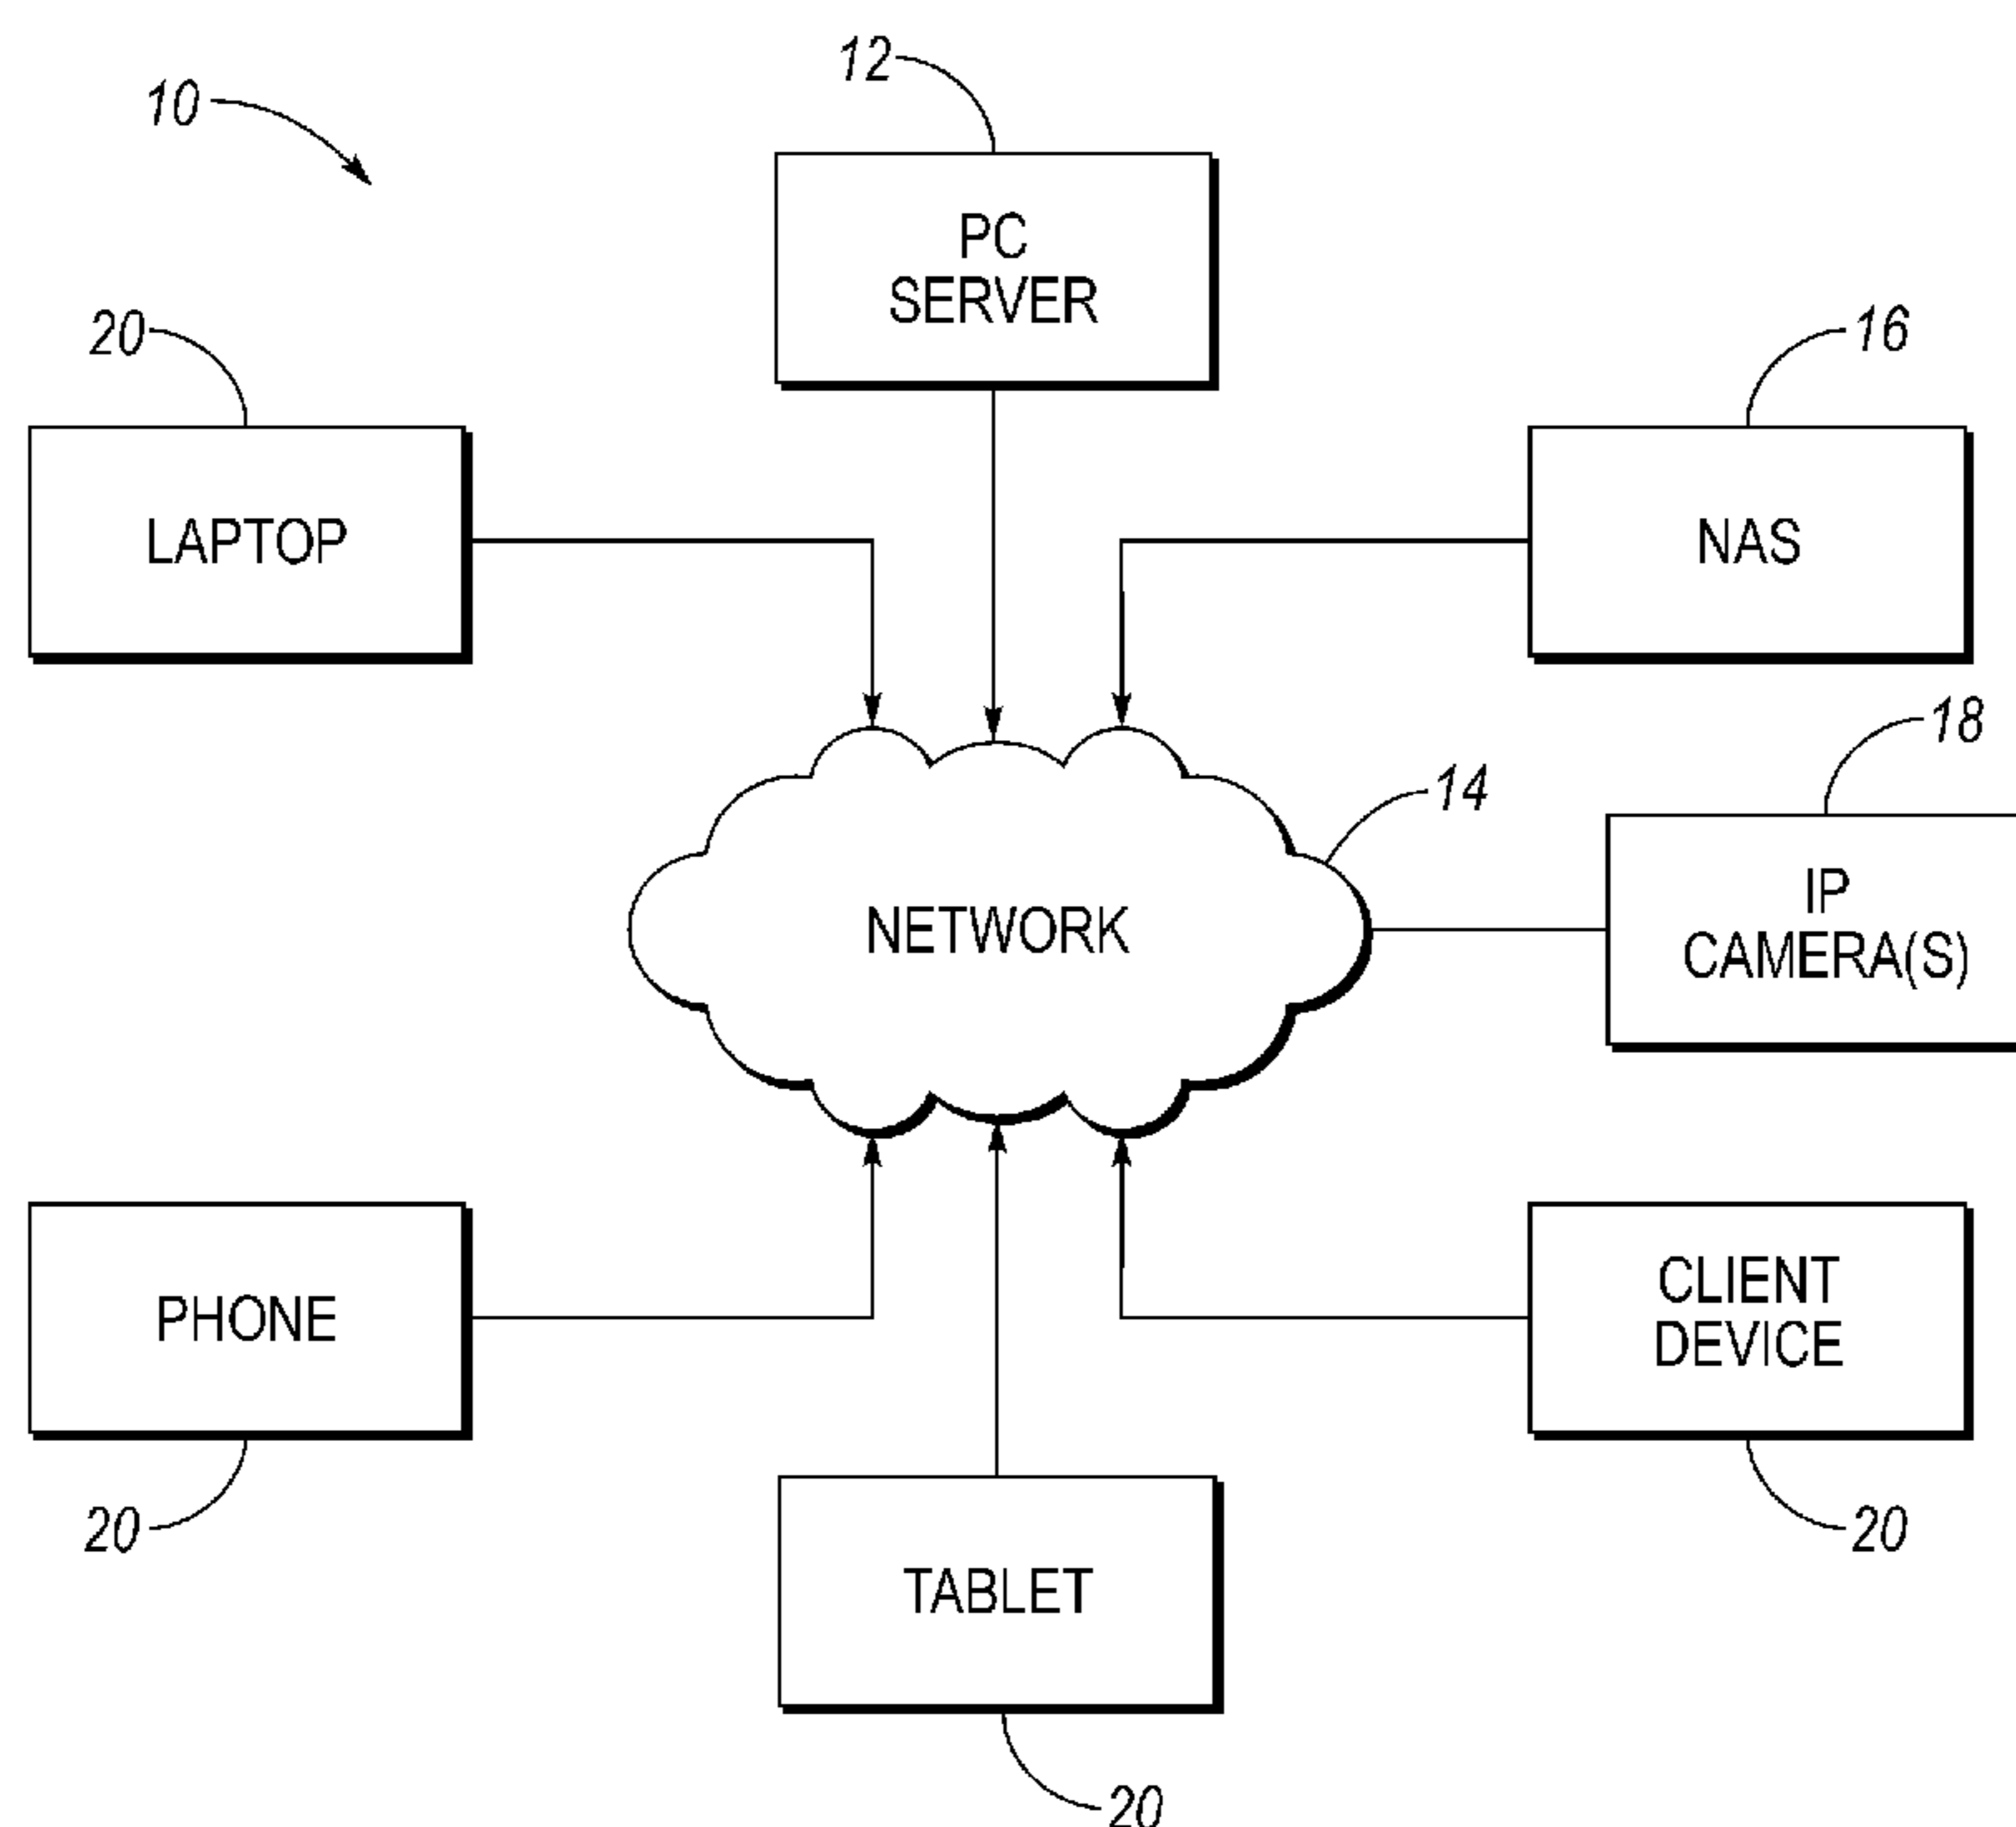 12
10
PC
SERVER
20
16
LAPTOP
NAS
18
14
IP
CAMERA(S)
NETWORK
PHONE
CLIENT
DEVICE
20
20
TABLET
20